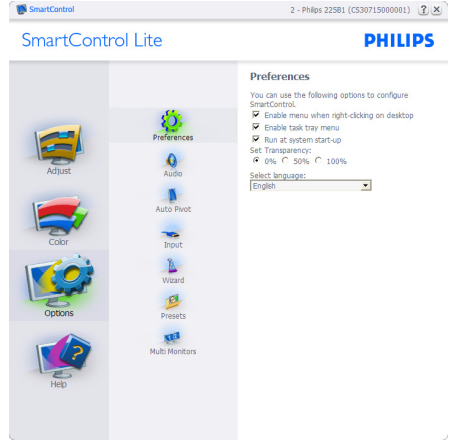 SmartControl
2 - Philips 225B1 (CS30715000001)
SmartControl Lite
PHILIPS
Adjust
Color
Options
Help
Preferences
Audio
Auto Pivot
Input
Wizard
Presets
Multi Monitors
Preferences
You can use the following options to configure
SmartControl.
Enable menu when right-clicking on desktop
Enable task tray menu
Run at system start-up
Set Transparency:
0% 50% 100%
Select language:
English